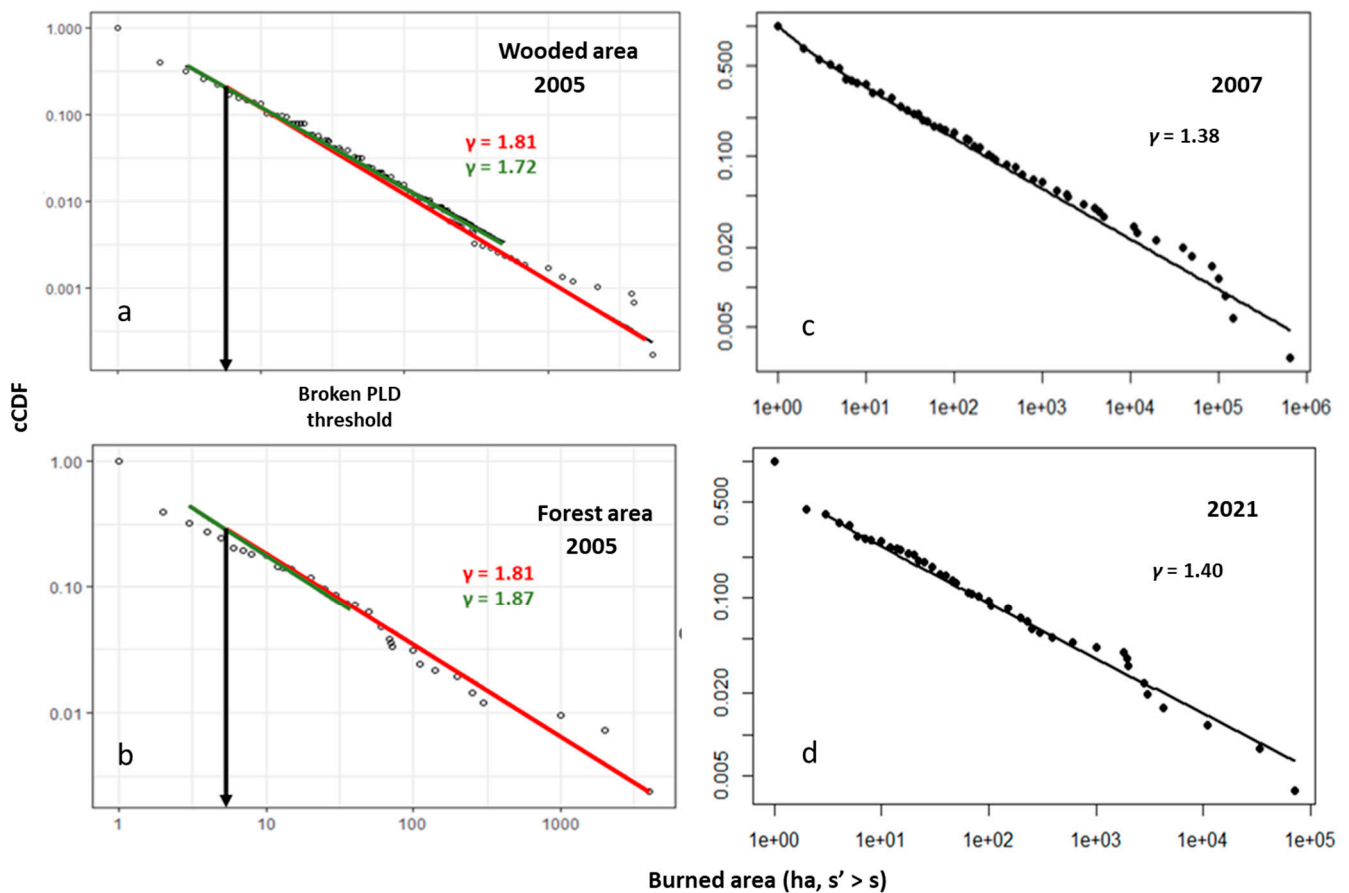 cCDF
1.000
0.100
0.010
0.001
Wooded area
2005
γ = 1.81
γ = 1.72
a
Broken PLD
threshold
1.00
0.10
0.01
Forest area
2005
γ = 1.81
γ = 1.87
b
1
10
100
1000
0.500
0.100
0.020
0.005
2007
γ = 1.38
c
1e+00
1e+01
1e+02
1e+03
1e+04
1e+05
1e+06
0.500
0.100
0.020
0.005
2021
γ = 1.40
d
1e+00
1e+01
1e+02
1e+03
1e+04
1e+05
Burned area (ha, s’ > s)